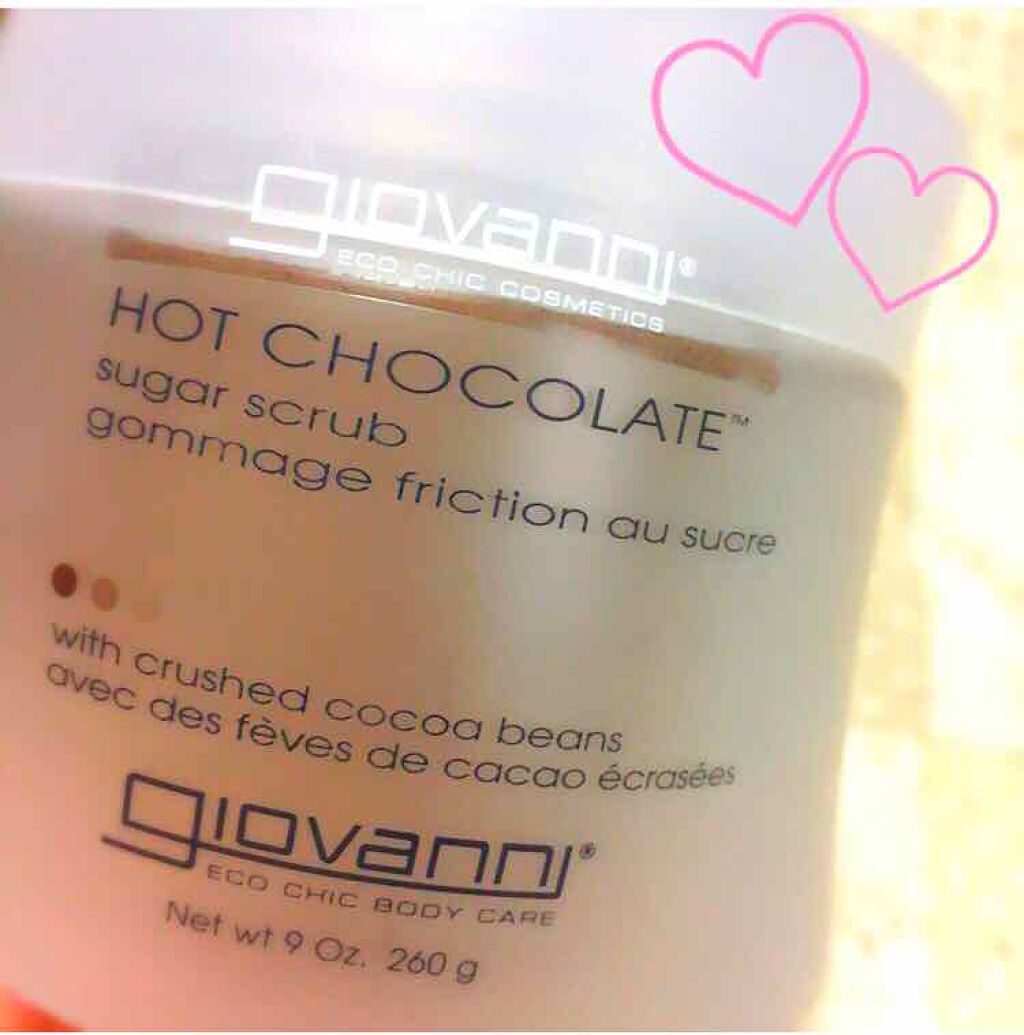 giovanni®
ECO CHIC COSMETICS
HOT CHOCOLATE™
sugar scrub
gommage friction au sucre
with crushed cocoa beans
avec des fèves de cacao écrasées
giovanni®
ECO CHIC BODY CARE
Net wt 9 Oz. 260 g